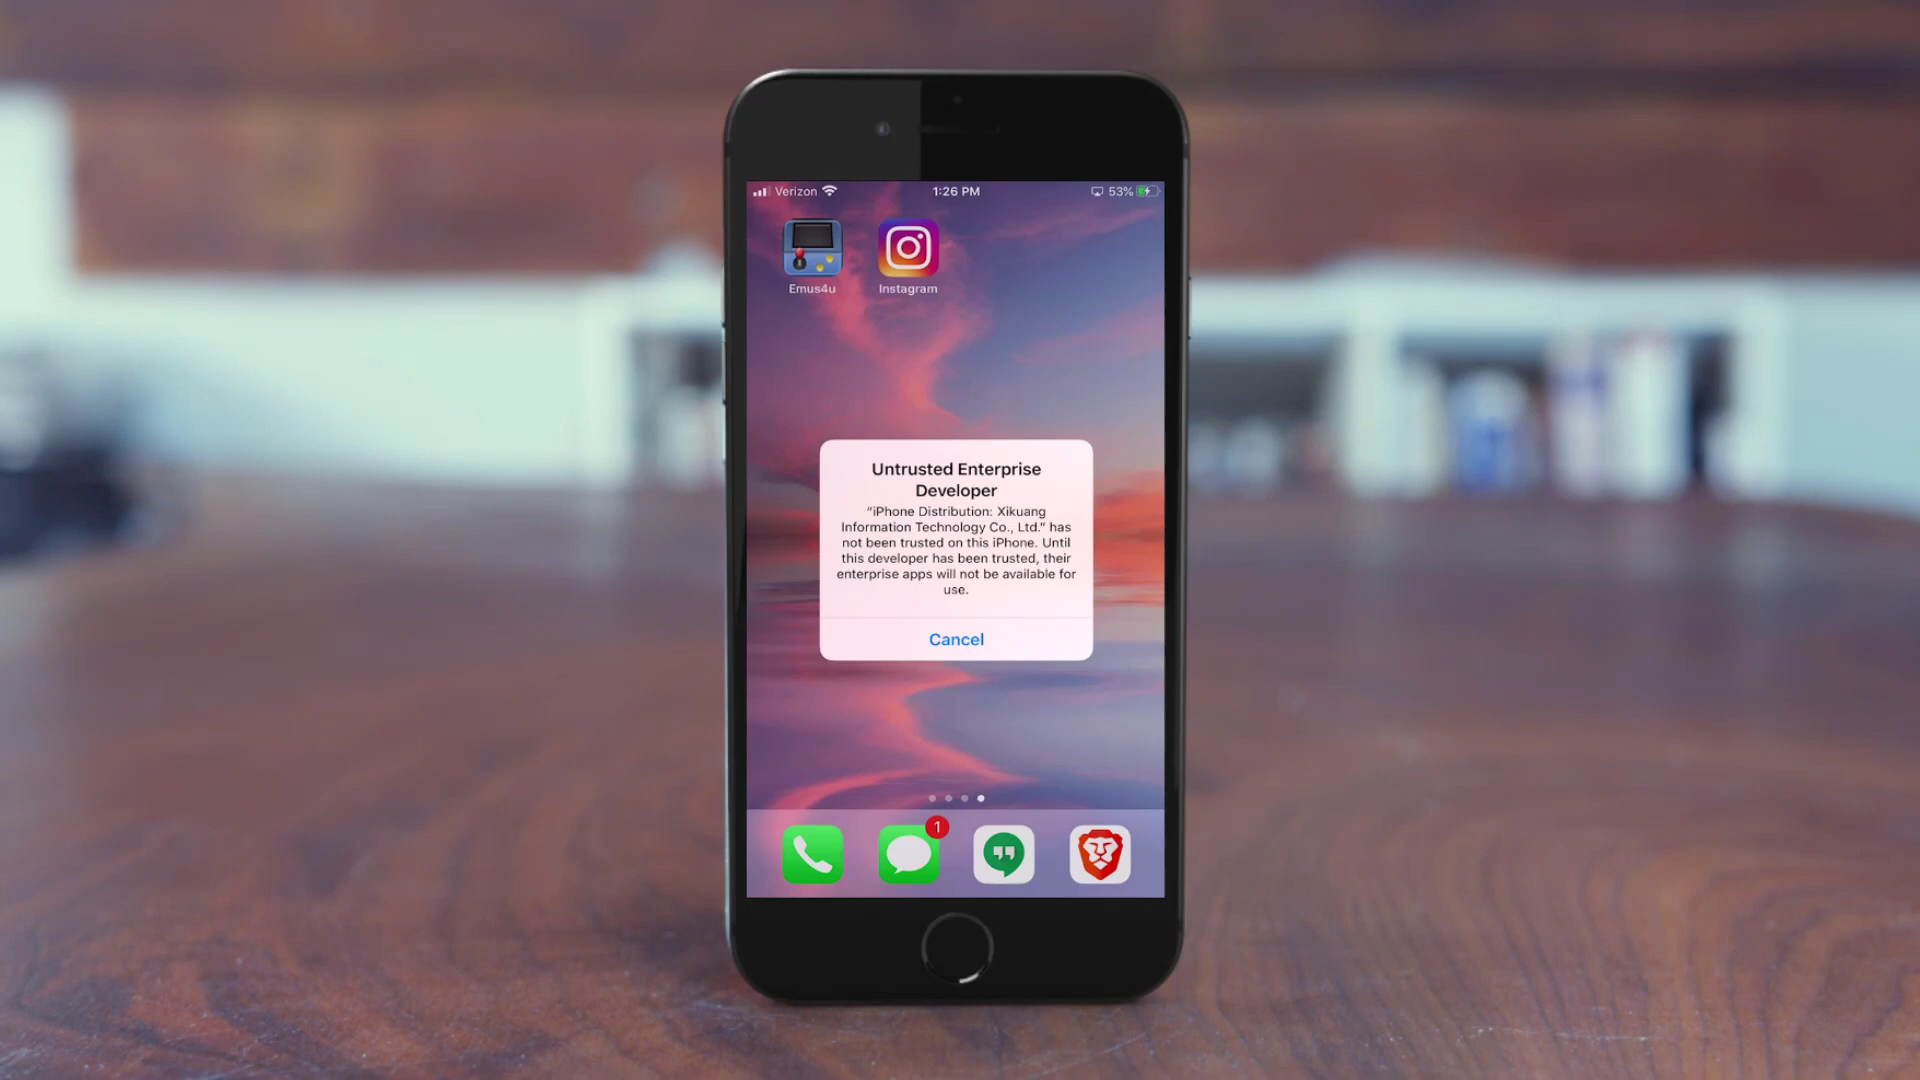 Verizon 1:26 PM 53%
Emus4u Instagram
Untrusted Enterprise
Developer
“iPhone Distribution: Xikuang
Information Technology Co., Ltd.” has
not been trusted on this iPhone. Until
this developer has been trusted, their
enterprise apps will not be available for
use.
Cancel
1